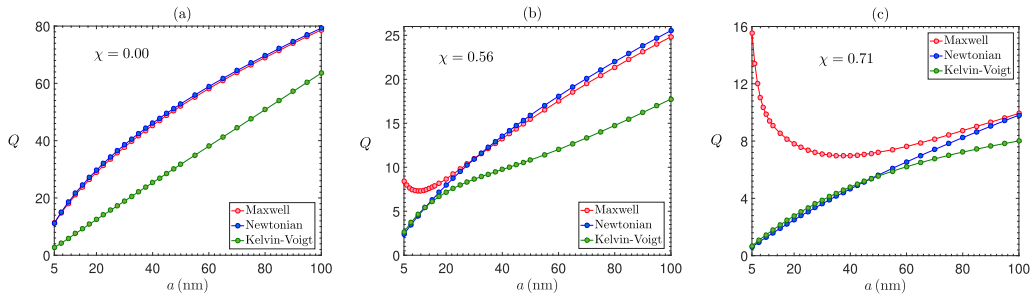 (a)
χ = 0.00
Q
80
60
40
20
0
5
20
40
60
80
100
a (nm)
Maxwell
Newtonian
Kelvin-Voigt
(b)
χ = 0.56
Q
25
20
15
10
5
0
5
20
40
60
80
100
a (nm)
Maxwell
Newtonian
Kelvin-Voigt
(c)
χ = 0.71
Q
16
12
8
4
0
5
20
40
60
80
100
a (nm)
Maxwell
Newtonian
Kelvin-Voigt